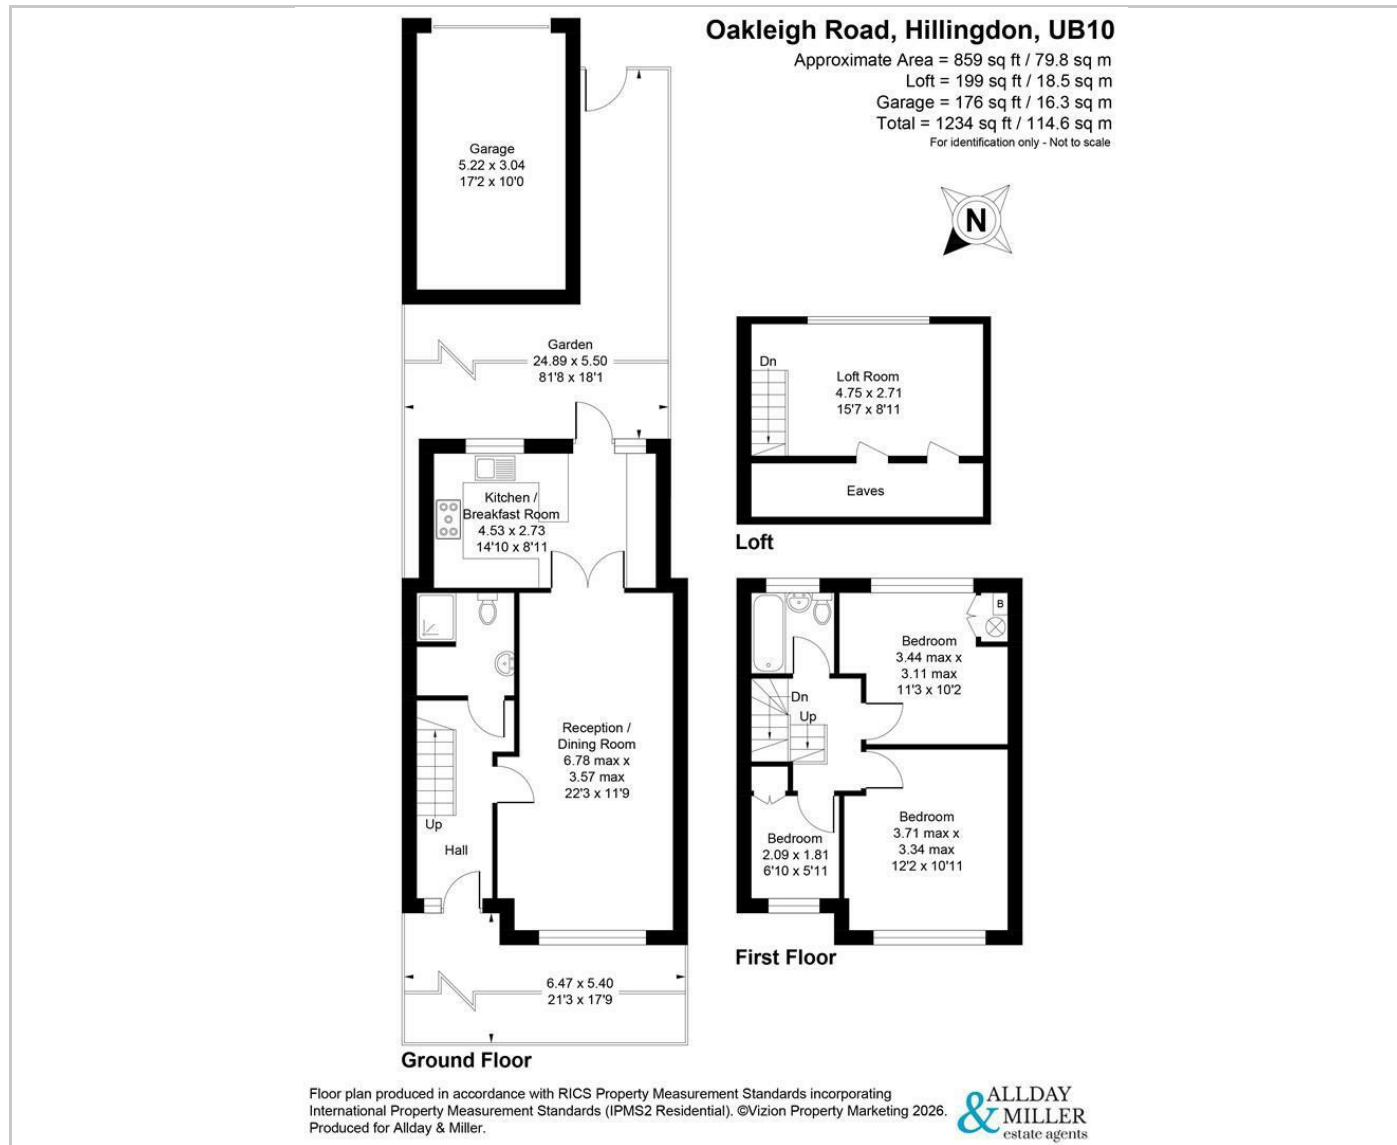 Oakleigh Road, Hillingdon, UB10
Approximate Area = 859 sq ft / 79.8 sq m
Loft = 199 sq ft / 18.5 sq m
Garage = 176 sq ft / 16.3 sq m
Total = 1234 sq ft / 114.6 sq m
For identification only - Not to scale
N
Garage
5.22 x 3.04
17'2 x 10'0
Garden
24.89 x 5.50
81'8 x 18'1
Kitchen /
Breakfast Room
4.53 x 2.73
14'10 x 8'11
Reception /
Dining Room
6.78 max x
3.57 max
22'3 x 11'9
Up
Hall
6.47 x 5.40
21'3 x 17'9
Ground Floor
Dn
Loft Room
4.75 x 2.71
15'7 x 8'11
Eaves
Loft
B
Bedroom
3.44 max x
3.11 max
11'3 x 10'2
Dn
Up
Bedroom
2.09 x 1.81
6'10 x 5'11
Bedroom
3.71 max x
3.34 max
12'2 x 10'11
First Floor
Floor plan produced in accordance with RICS Property Measurement Standards incorporating
International Property Measurement Standards (IPMS2 Residential). ©Vizion Property Marketing 2026.
Produced for Allday & Miller.
ALLDAY
& MILLER
estate agents